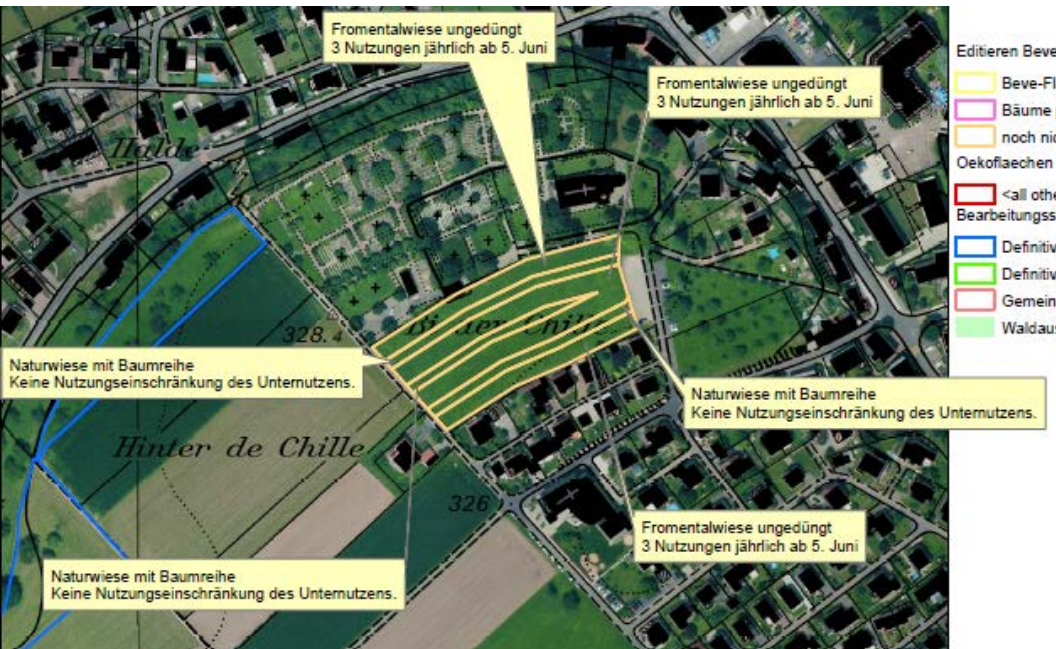 Fromentalwiese ungedüngt
3 Nutzungen jährlich ab 5. Juni
Fromentalwiese ungedüngt
3 Nutzungen jährlich ab 5. Juni
Halde
328.4
Naturwiese mit Baumreihe
Keine Nutzungseinschränkung des Unternutzens.
Naturwiese mit Baumreihe
Keine Nutzungseinschränkung des Unternutzens.
Hinter de Chille
326
Fromentalwiese ungedüngt
3 Nutzungen jährlich ab 5. Juni
Naturwiese mit Baumreihe
Keine Nutzungseinschränkung des Unternutzens.
Editieren Beve
Beve-Fl
Bäume
noch nic
Oekoflaechen
<all othe
Bearbeitungss
Definitiv
Definitiv
Gemein
Waldaus